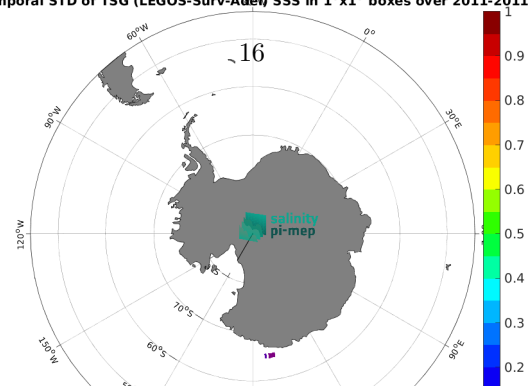 mporal STD of TSG (LEGOS-Surv-Adel) SSS in 1°x1° boxes over 2011-2011
16
60°W
0°
30°E
90°W
120°W
salinity
pi-mep
70°S
150°W
60°S
90°E
1
0.9
0.8
0.7
0.6
0.5
0.4
0.3
0.2